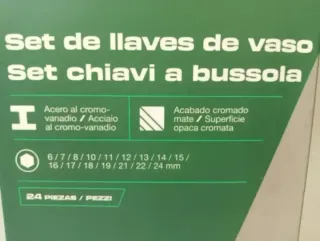 Set de llaves de vaso
Set chiavi a bussola
Acero al cromo-
vanadio / Acciaio
al cromo-vanadio
Acabado cromado
mate / Superficie
opaca cromata
6 / 7 / 8 / 10 / 11 / 12 / 13 / 14 / 15 /
16 / 17 / 18 / 19 / 21 / 22 / 24 mm
24 PIEZAS / PEZZI